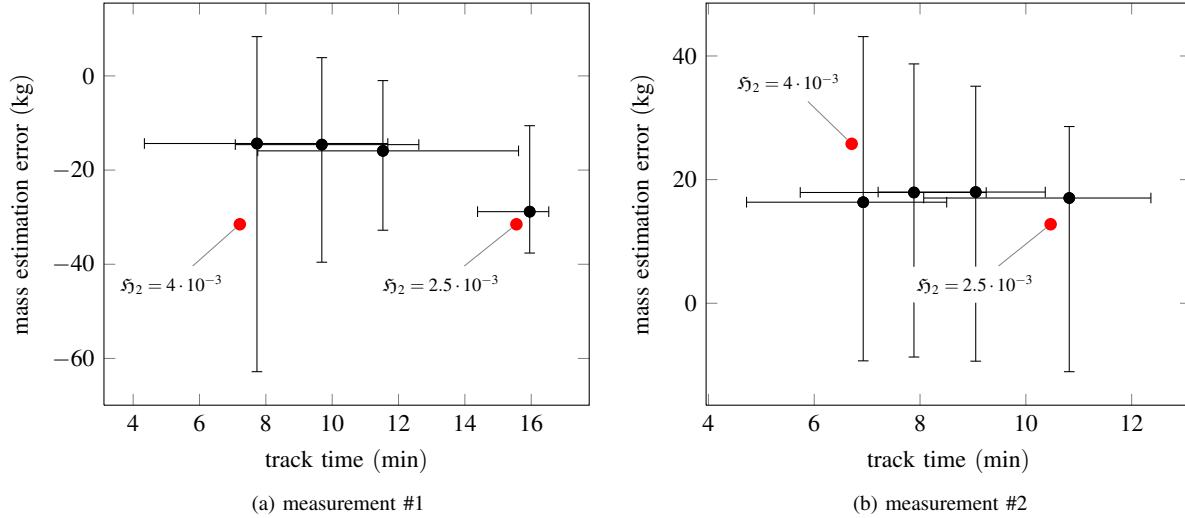 0
−20
−40
−60
4
6
8
10
12
14
16
mass estimation error (kg)
track time (min)
ℌ₂ = 4 · 10⁻³
ℌ₂ = 2.5 · 10⁻³
(a) measurement #1
40
20
0
4
6
8
10
12
mass estimation error (kg)
track time (min)
ℌ₂ = 4 · 10⁻³
ℌ₂ = 2.5 · 10⁻³
(b) measurement #2